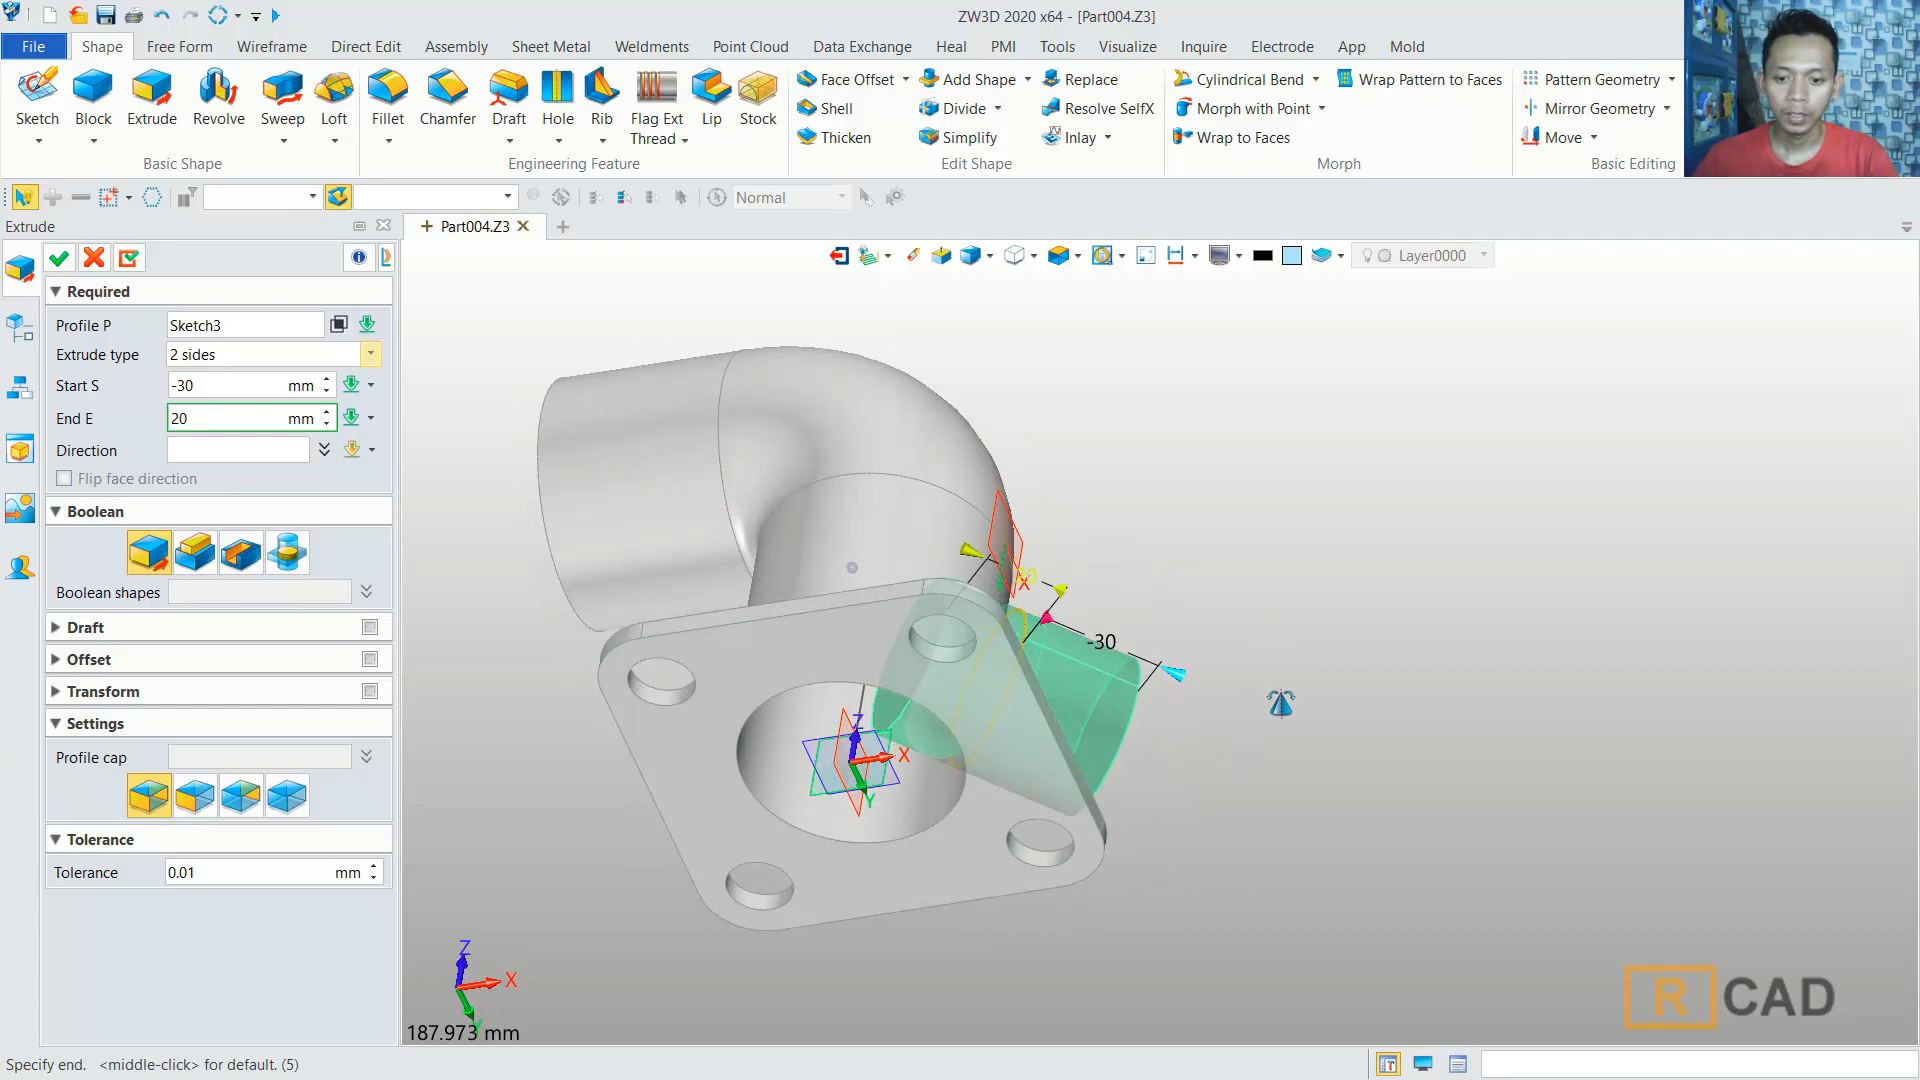 ZW3D 2020 x64 - [Part004.Z3]
File Shape Free Form Wireframe Direct Edit Assembly Sheet Metal Weldments Point Cloud Data Exchange Heal PMI Tools Visualize Inquire Electrode App Mold
Face Offset Add Shape Replace Cylindrical Bend Wrap Pattern to Faces Pattern Geometry
Sketch Block Extrude Revolve Sweep Loft Fillet Chamfer Draft Hole Rib Flag Ext Thread Lip Stock
Shell Divide Resolve SelfX Morph with Point Mirror Geometry
Thicken Simplify Inlay Wrap to Faces Move
Basic Shape Engineering Feature Edit Shape Morph Basic Editing
Normal
Extrude
Part004.Z3
Layer0000
Required
Profile P Sketch3
Extrude type 2 sides
Start S -30 mm
End E 20 mm
Direction
Flip face direction
Boolean
Boolean shapes
Draft
Offset
Transform
Settings
Profile cap
Tolerance
Tolerance 0.01 mm
X
-30
Z
X
Y
Z
X
Y
187.973 mm
R CAD
Specify end. <middle-click> for default. (5)